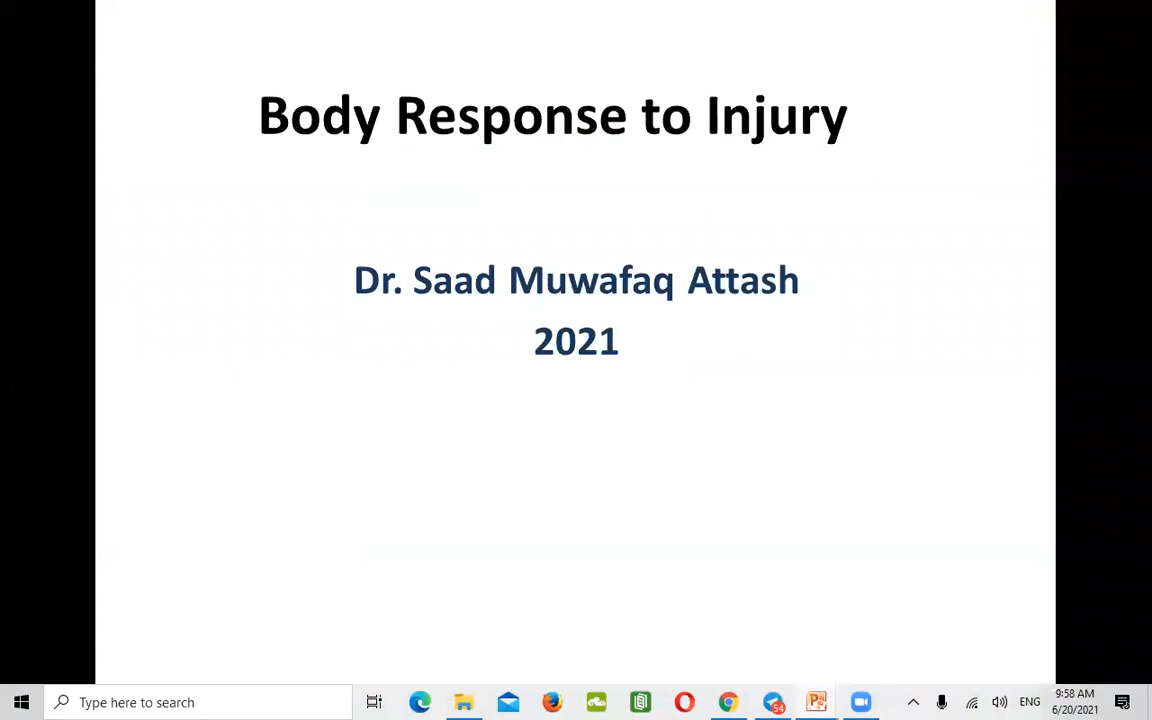 Body Response to Injury
Dr. Saad Muwafaq Attash
2021
Type here to search
54
ENG
9:58 AM
6/20/2021